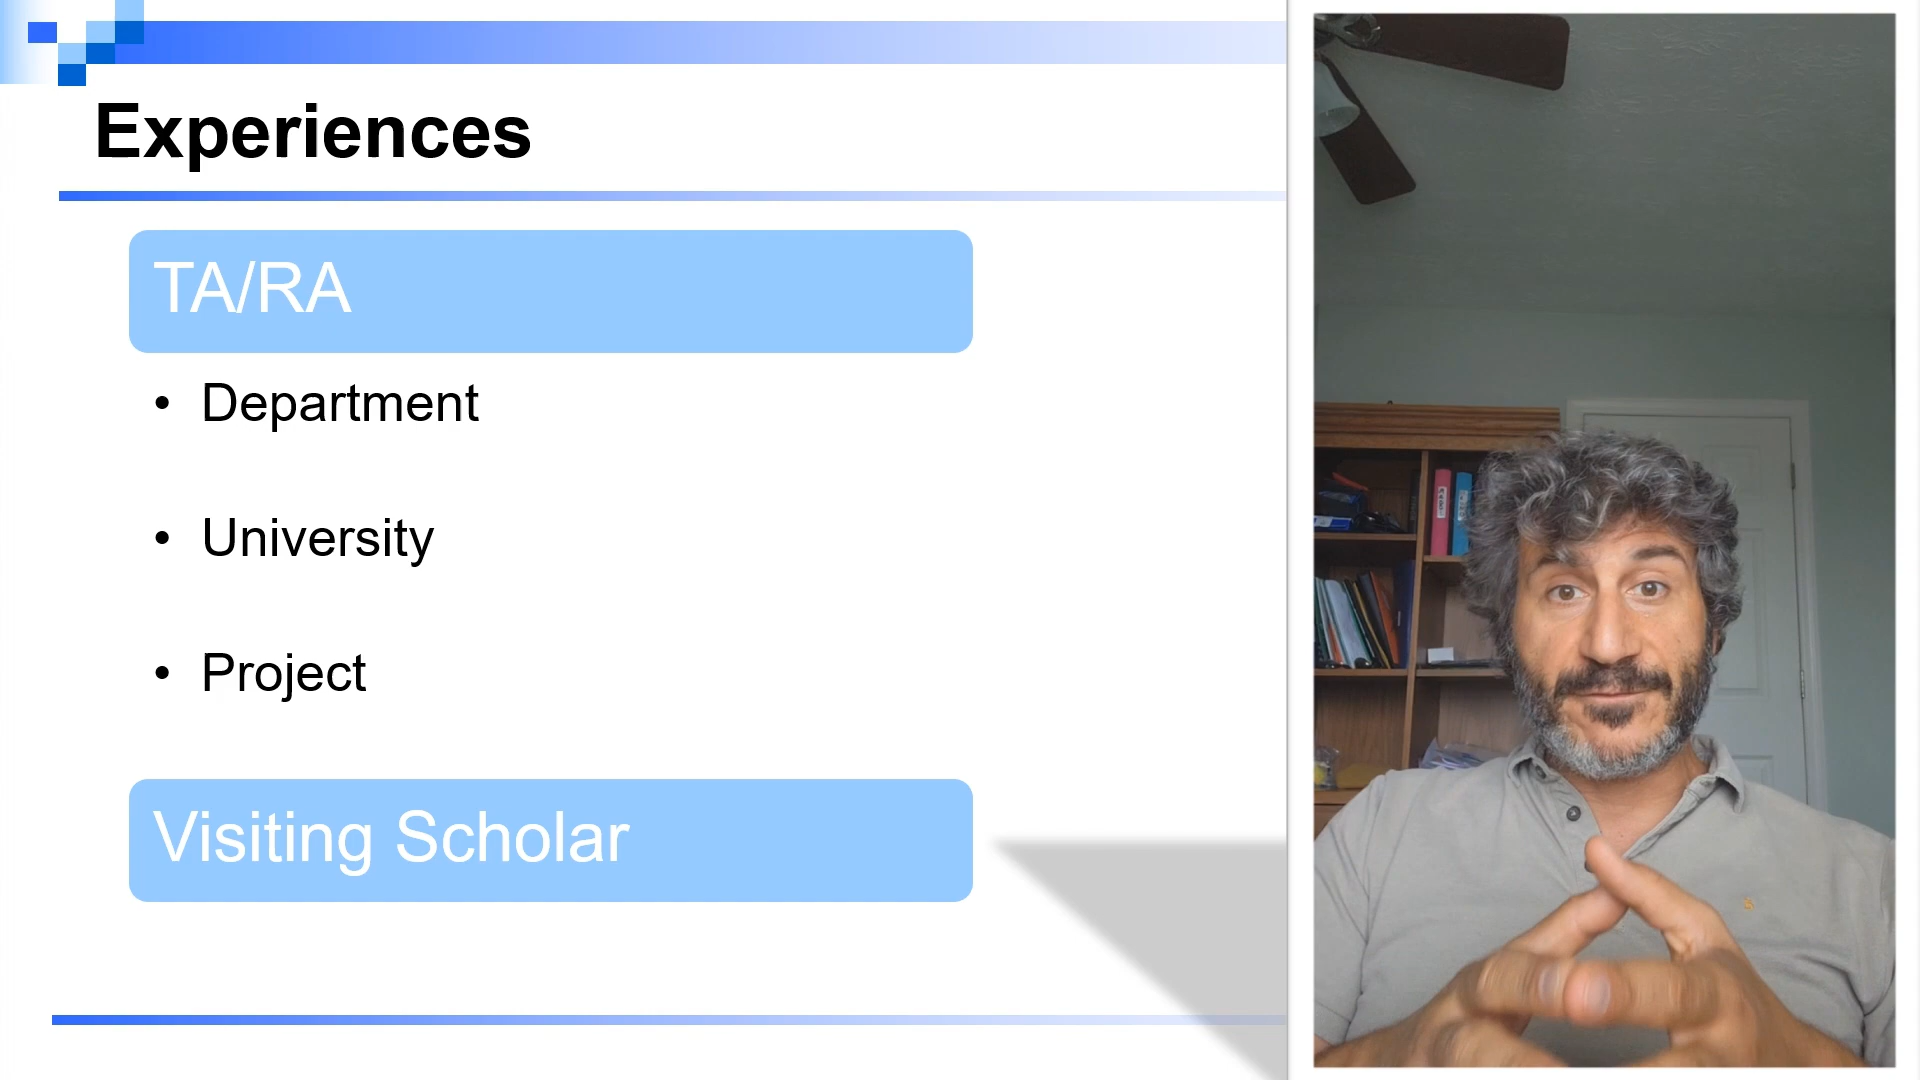 Experiences
TA/RA
• Department
• University
• Project
Visiting Scholar